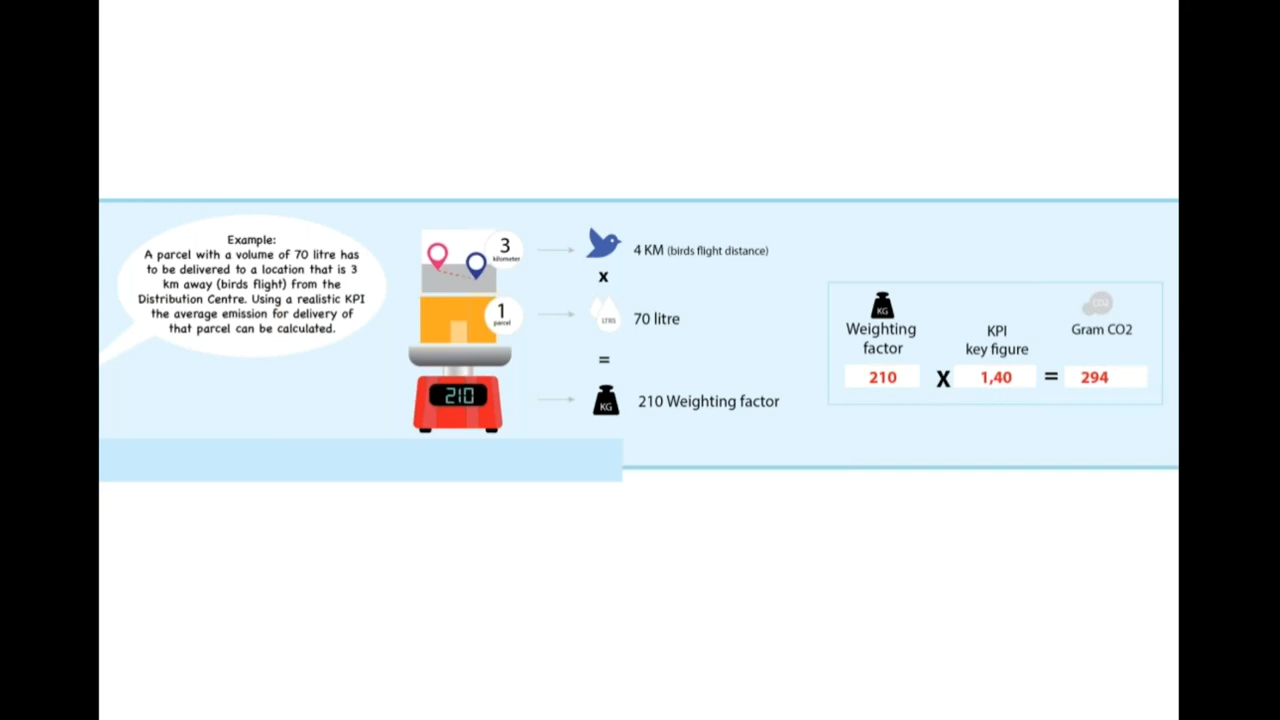 Example:
A parcel with a volume of 70 litre has
to be delivered to a location that is 3
km away (birds flight) from the
Distribution Centre. Using a realistic KPI
the average emission for delivery of
that parcel can be calculated.
3
kilometer
1
parcel
210
4 KM (birds flight distance)
x
LTRS
70 litre
=
KG
210 Weighting factor
KG
Weighting
factor
210
X
KPI
key figure
1,40
=
CO2
Gram CO2
294